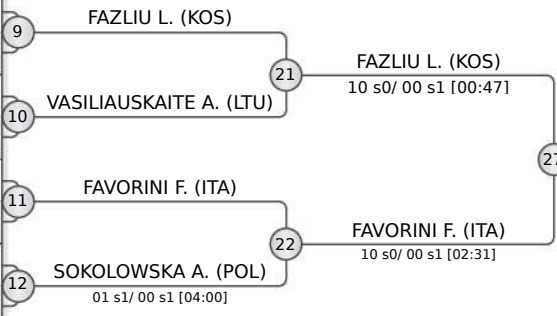 9
FAZLIU L. (KOS)
21
FAZLIU L. (KOS)
10 s0/ 00 s1 [00:47]
10
VASILIAUSKAITE A. (LTU)
27
11
FAVORINI F. (ITA)
22
FAVORINI F. (ITA)
10 s0/ 00 s1 [02:31]
12
SOKOLOWSKA A. (POL)
01 s1/ 00 s1 [04:00]